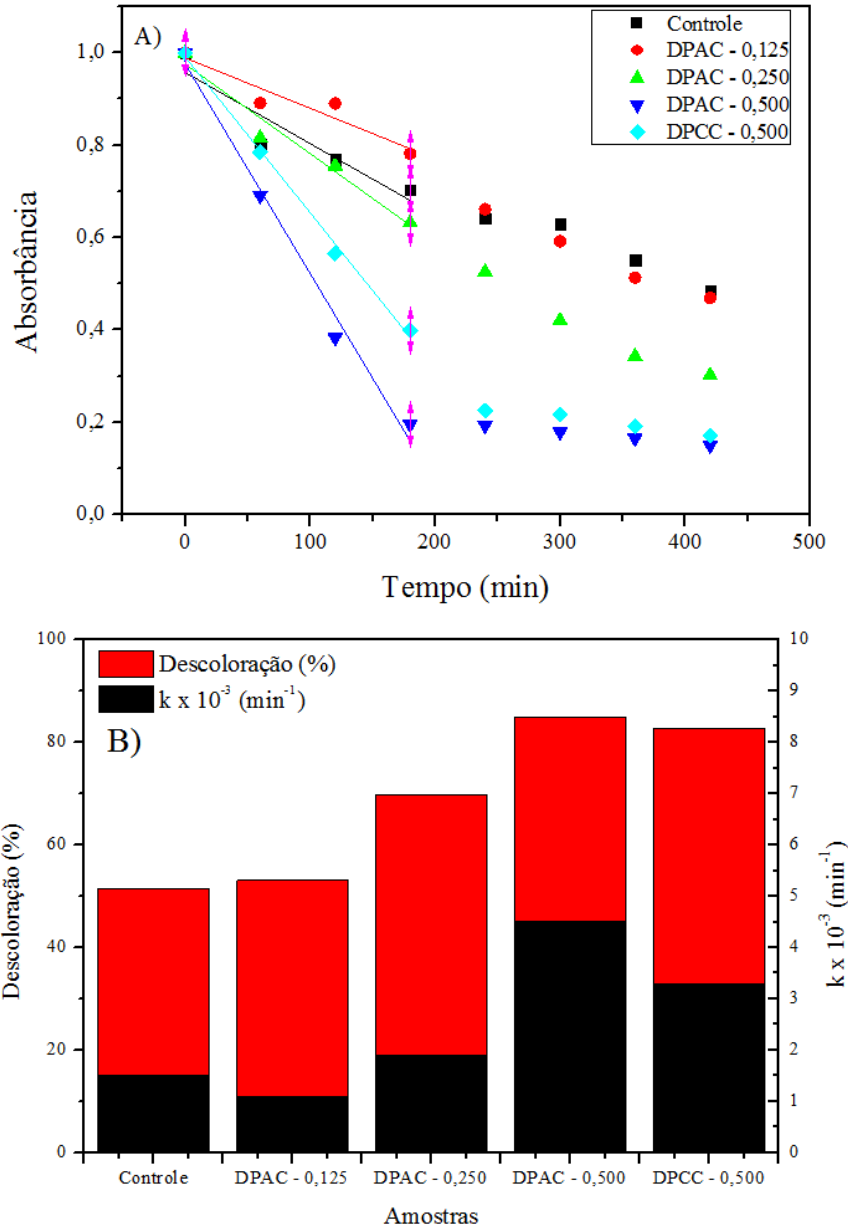 A)
Controle
DPAC - 0,125
DPAC - 0,250
DPAC - 0,500
DPCC - 0,500
Absorbância
1,0
0,8
0,6
0,4
0,2
0,0
0
100
200
300
400
500
Tempo (min)
B)
Descoloração (%)
k x 10⁻³ (min⁻¹)
Descoloração (%)
100
80
60
40
20
0
10
9
8
7
6
5
4
3
2
1
0
k x 10⁻³ (min⁻¹)
Controle
DPAC - 0,125
DPAC - 0,250
DPAC - 0,500
DPCC - 0,500
Amostras